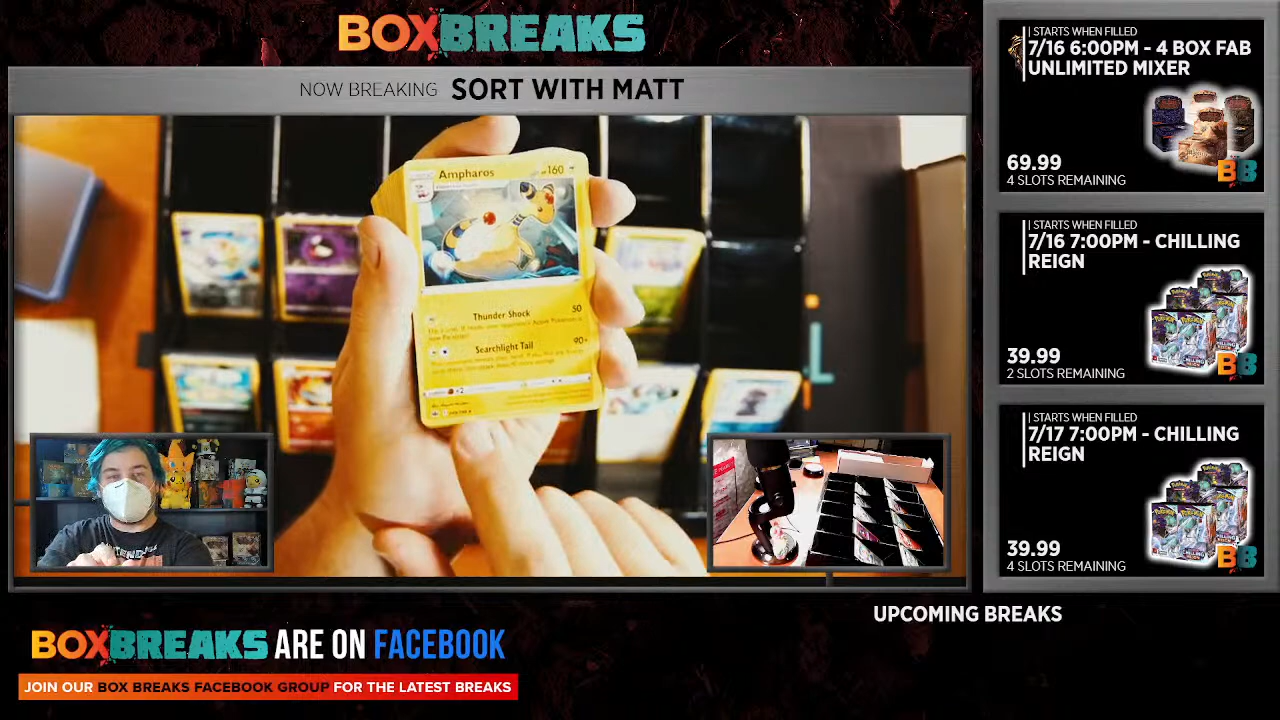 BOXBREAKS
NOW BREAKING SORT WITH MATT
Ampharos
160
Thunder Shock 50
Searchlight Tail 90+
STARTS WHEN FILLED
7/16 6:00PM - 4 BOX FAB
UNLIMITED MIXER
69.99
4 SLOTS REMAINING
BB
STARTS WHEN FILLED
7/16 7:00PM - CHILLING
REIGN
39.99
2 SLOTS REMAINING
BB
STARTS WHEN FILLED
7/17 7:00PM - CHILLING
REIGN
39.99
4 SLOTS REMAINING
BB
UPCOMING BREAKS
BOXBREAKS ARE ON FACEBOOK
JOIN OUR BOX BREAKS FACEBOOK GROUP FOR THE LATEST BREAKS